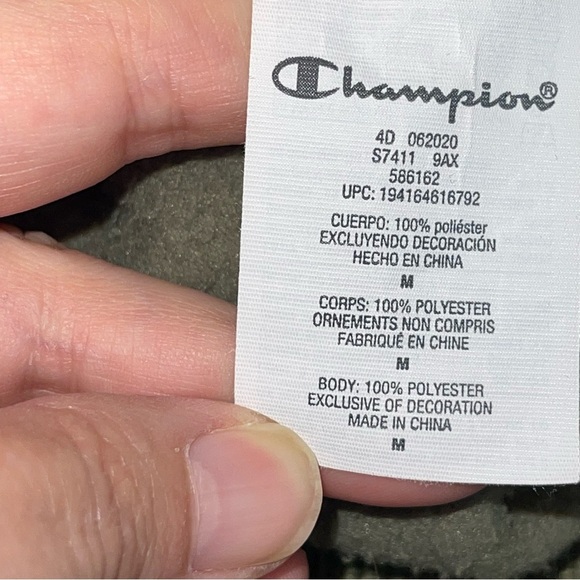 Champion®
4D 062020
S7411 9AX
586162
UPC: 194164616792
CUERPO: 100% poliéster
EXCLUYENDO DECORACIÓN
HECHO EN CHINA
M
CORPS: 100% POLYESTER
ORNEMENTS NON COMPRIS
FABRIQUÉ EN CHINE
M
BODY: 100% POLYESTER
EXCLUSIVE OF DECORATION
MADE IN CHINA
M